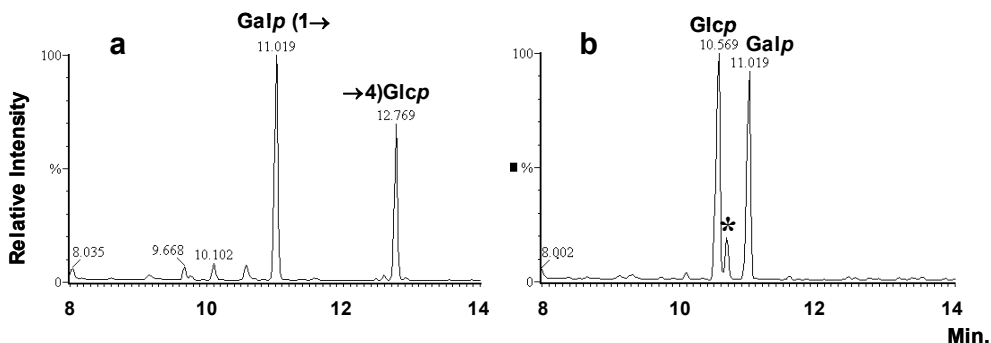 a
Galp (1→
11.019
→4)Glcp
12.769
100
%
0
8.035
9.668
10.102
8 10 12 14
Relative Intensity
b
Glcp
10.569
Galp
11.019
100
%
0
*
8.002
8 10 12 14
Min.